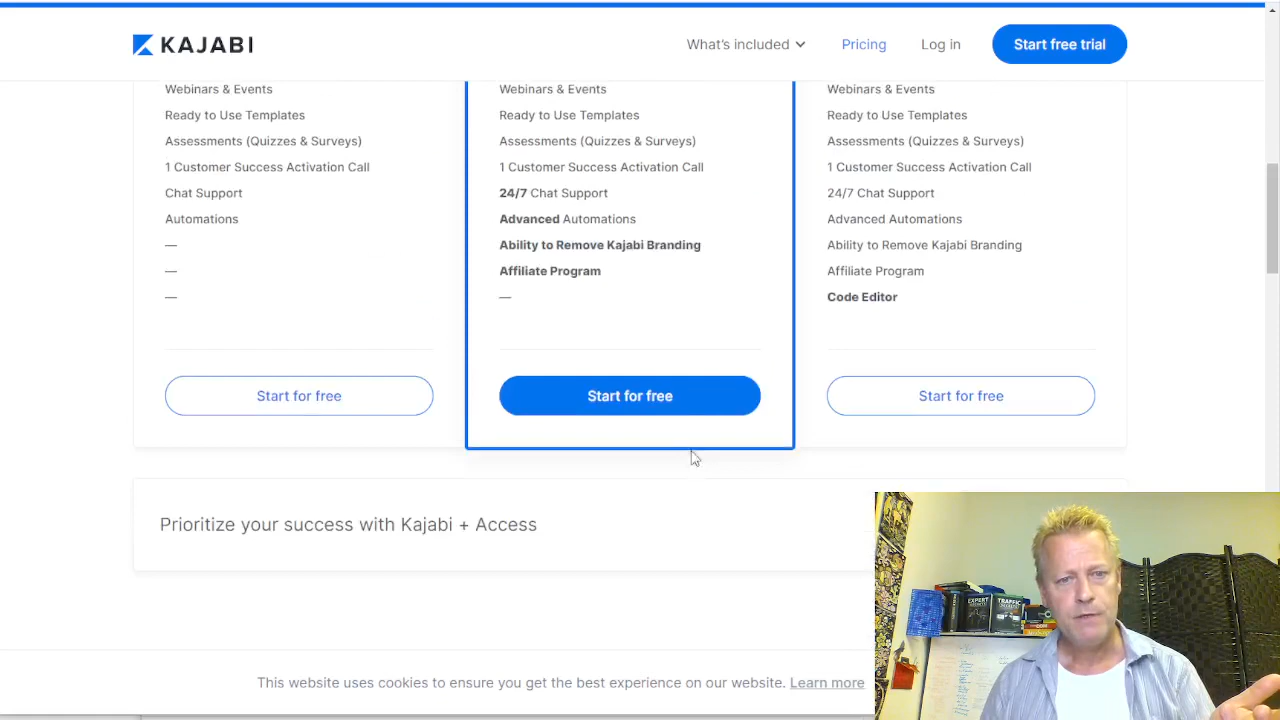 KAJABI
What's included
Pricing
Log in
Start free trial
Webinars & Events
Ready to Use Templates
Assessments (Quizzes & Surveys)
1 Customer Success Activation Call
Chat Support
Automations
—
—
—
Start for free
Webinars & Events
Ready to Use Templates
Assessments (Quizzes & Surveys)
1 Customer Success Activation Call
24/7 Chat Support
Advanced Automations
Ability to Remove Kajabi Branding
Affiliate Program
—
Start for free
Webinars & Events
Ready to Use Templates
Assessments (Quizzes & Surveys)
1 Customer Success Activation Call
24/7 Chat Support
Advanced Automations
Ability to Remove Kajabi Branding
Affiliate Program
Code Editor
Start for free
Prioritize your success with Kajabi + Access
EXPERT
TRAFFIC
This website uses cookies to ensure you get the best experience on our website. Learn more